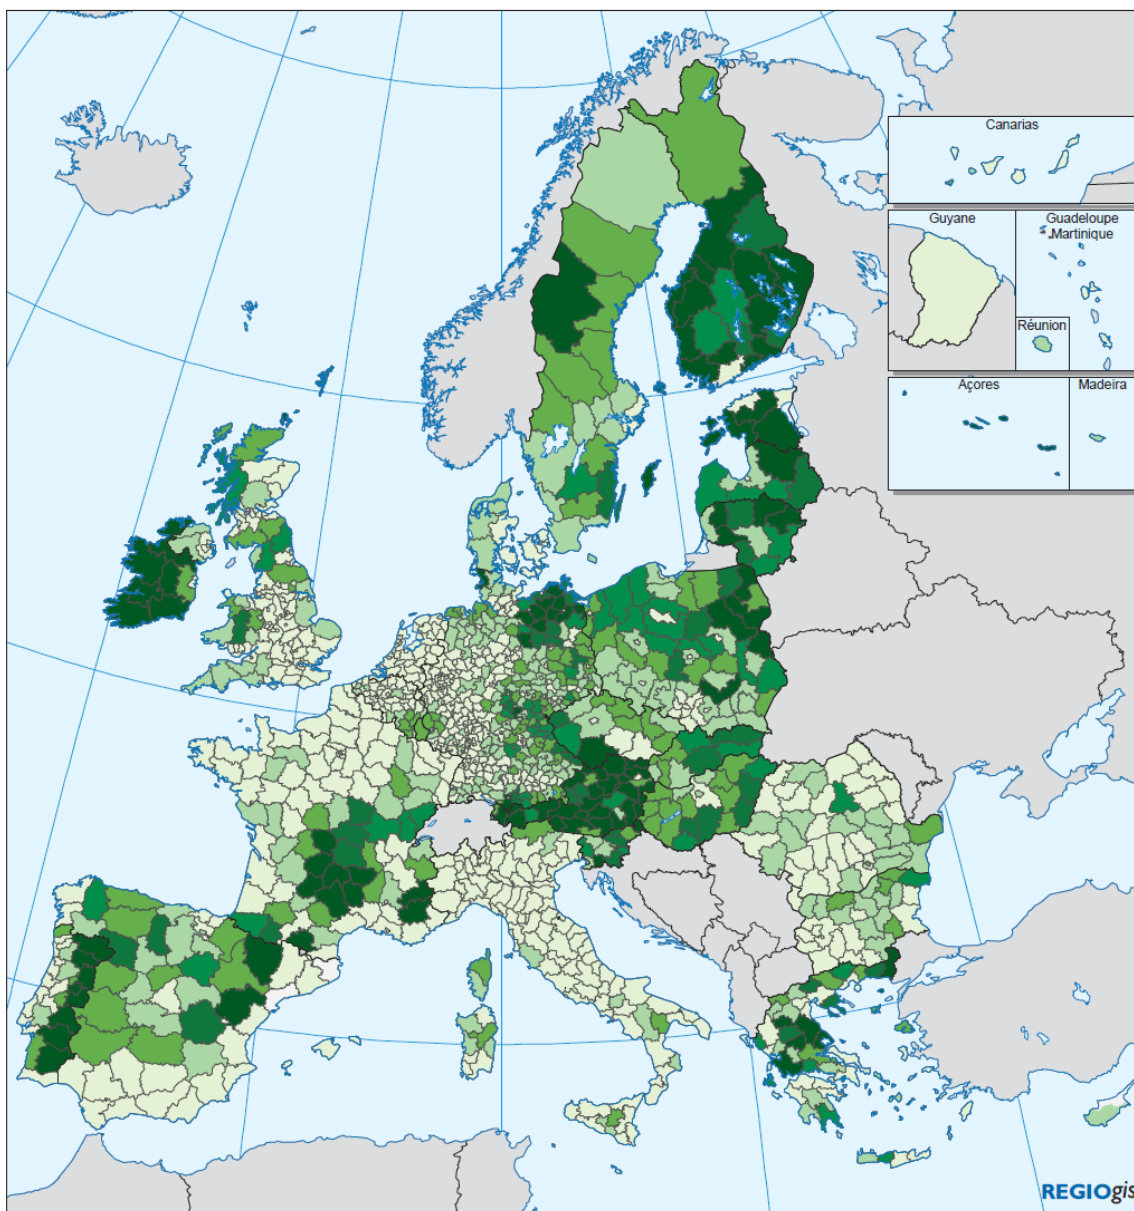 Canarias
Guyane
Guadeloupe
Martinique
Réunion
Açores
Madeira
REGIOgis